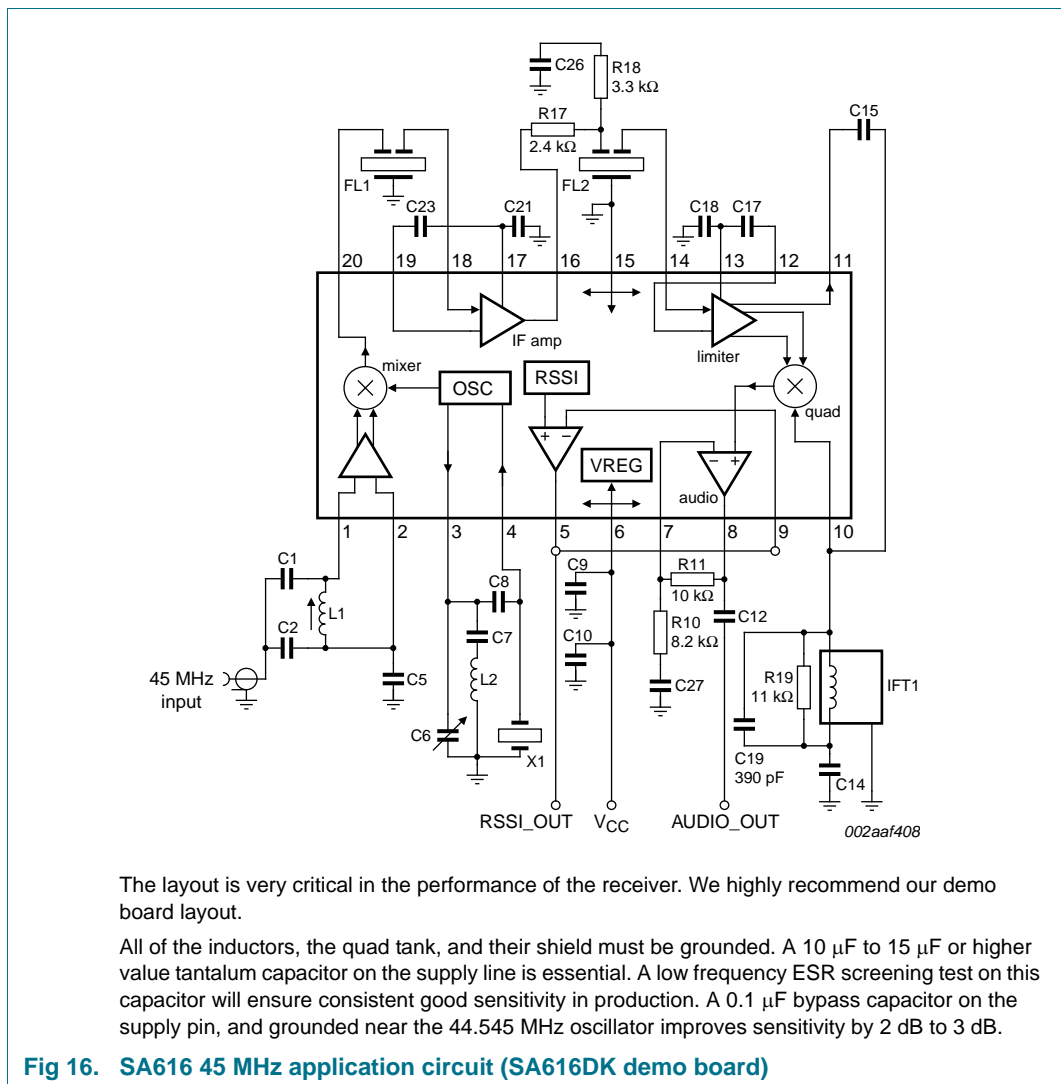 C26
R18
3.3 kΩ
R17
2.4 kΩ
C15
FL1
FL2
C23
C21
C18
C17
20
19
18
17
16
15
14
13
12
11
IF amp
limiter
mixer
OSC
RSSI
quad
+
−
VREG
−
+
audio
1
2
3
4
5
6
7
8
9
10
C1
L1
C2
C5
45 MHz
input
C8
C7
L2
C6
X1
C9
C10
R11
10 kΩ
R10
8.2 kΩ
C12
C27
R19
11 kΩ
IFT1
C19
390 pF
C14
RSSI_OUT
VCC
AUDIO_OUT
002aaf408
The layout is very critical in the performance of the receiver. We highly recommend our demo
board layout.
All of the inductors, the quad tank, and their shield must be grounded. A 10 μF to 15 μF or higher
value tantalum capacitor on the supply line is essential. A low frequency ESR screening test on this
capacitor will ensure consistent good sensitivity in production. A 0.1 μF bypass capacitor on the
supply pin, and grounded near the 44.545 MHz oscillator improves sensitivity by 2 dB to 3 dB.
Fig 16. SA616 45 MHz application circuit (SA616DK demo board)